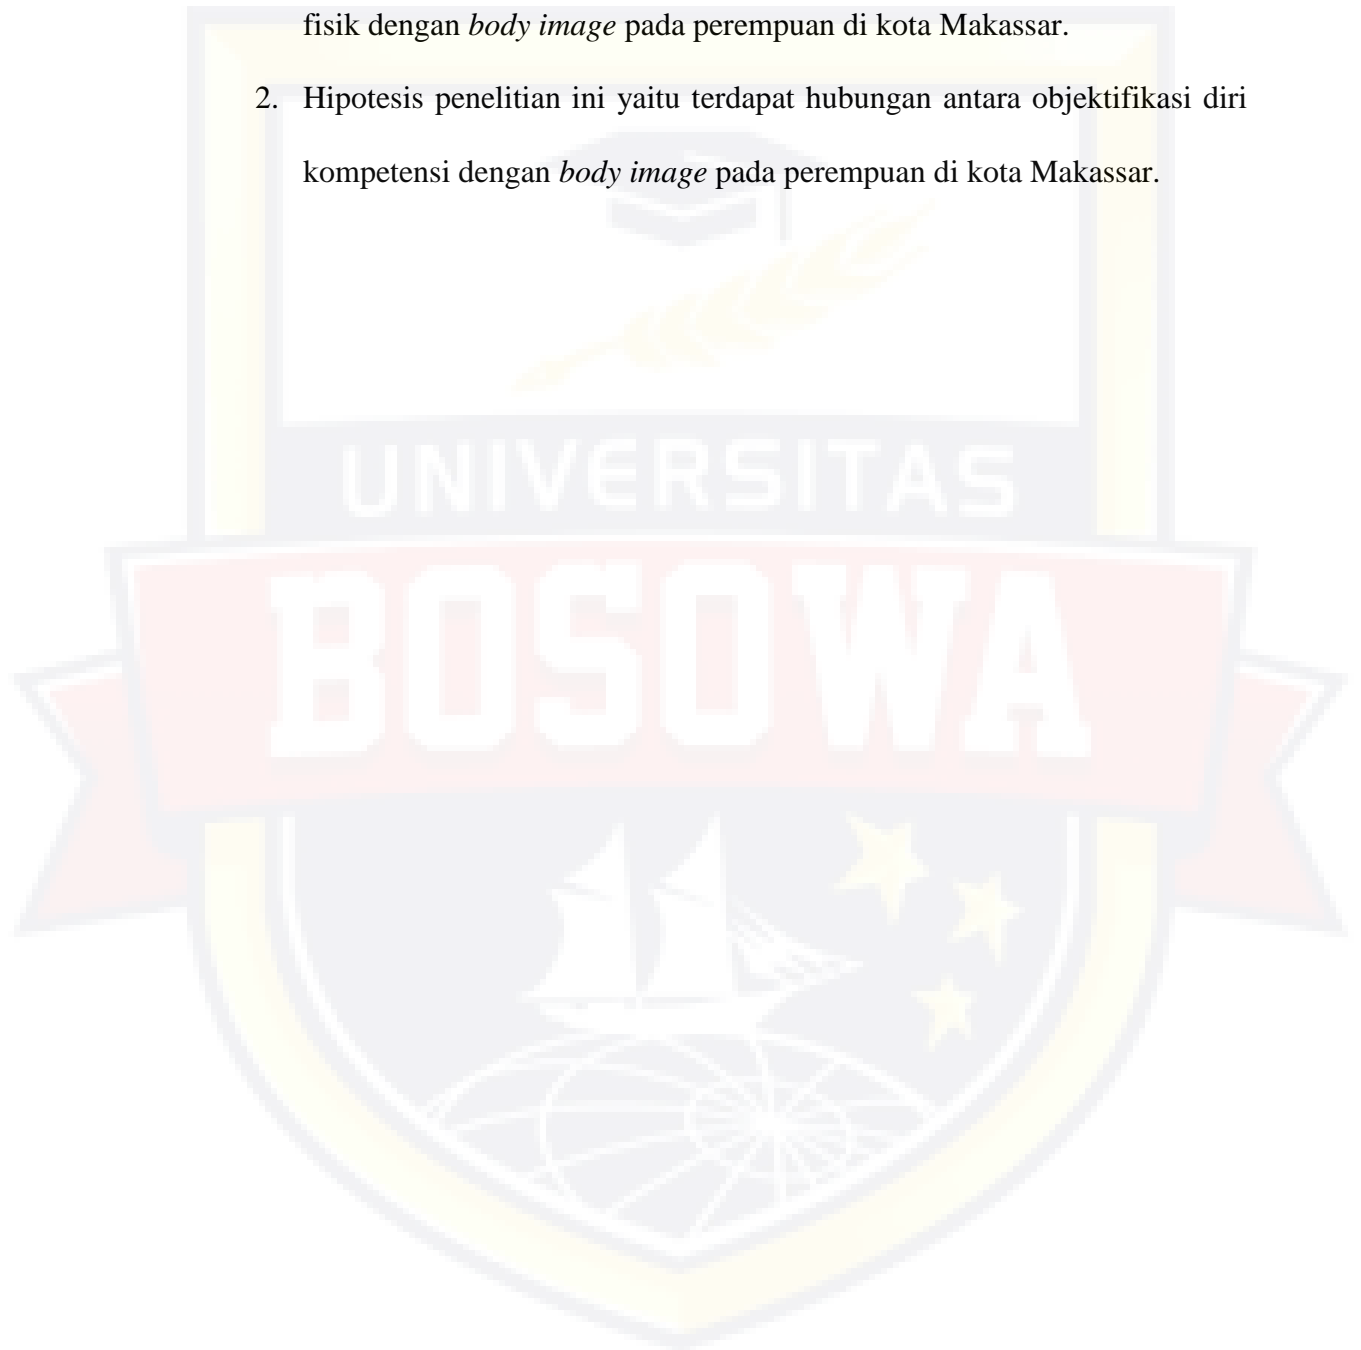 fisik dengan body image pada perempuan di kota Makassar.
2. Hipotesis penelitian ini yaitu terdapat hubungan antara objektifikasi diri
kompetensi dengan body image pada perempuan di kota Makassar.
UNIVERSITAS
BOSOWA